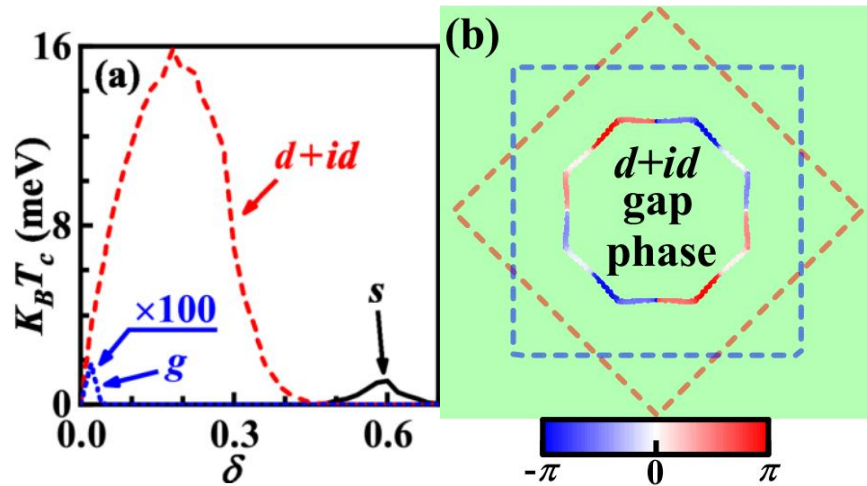 (a)
16
8
0
K_BT_c (meV)
d+id
×100
g
s
0.0 0.3 0.6
δ
(b)
d+id
gap
phase
-π 0 π